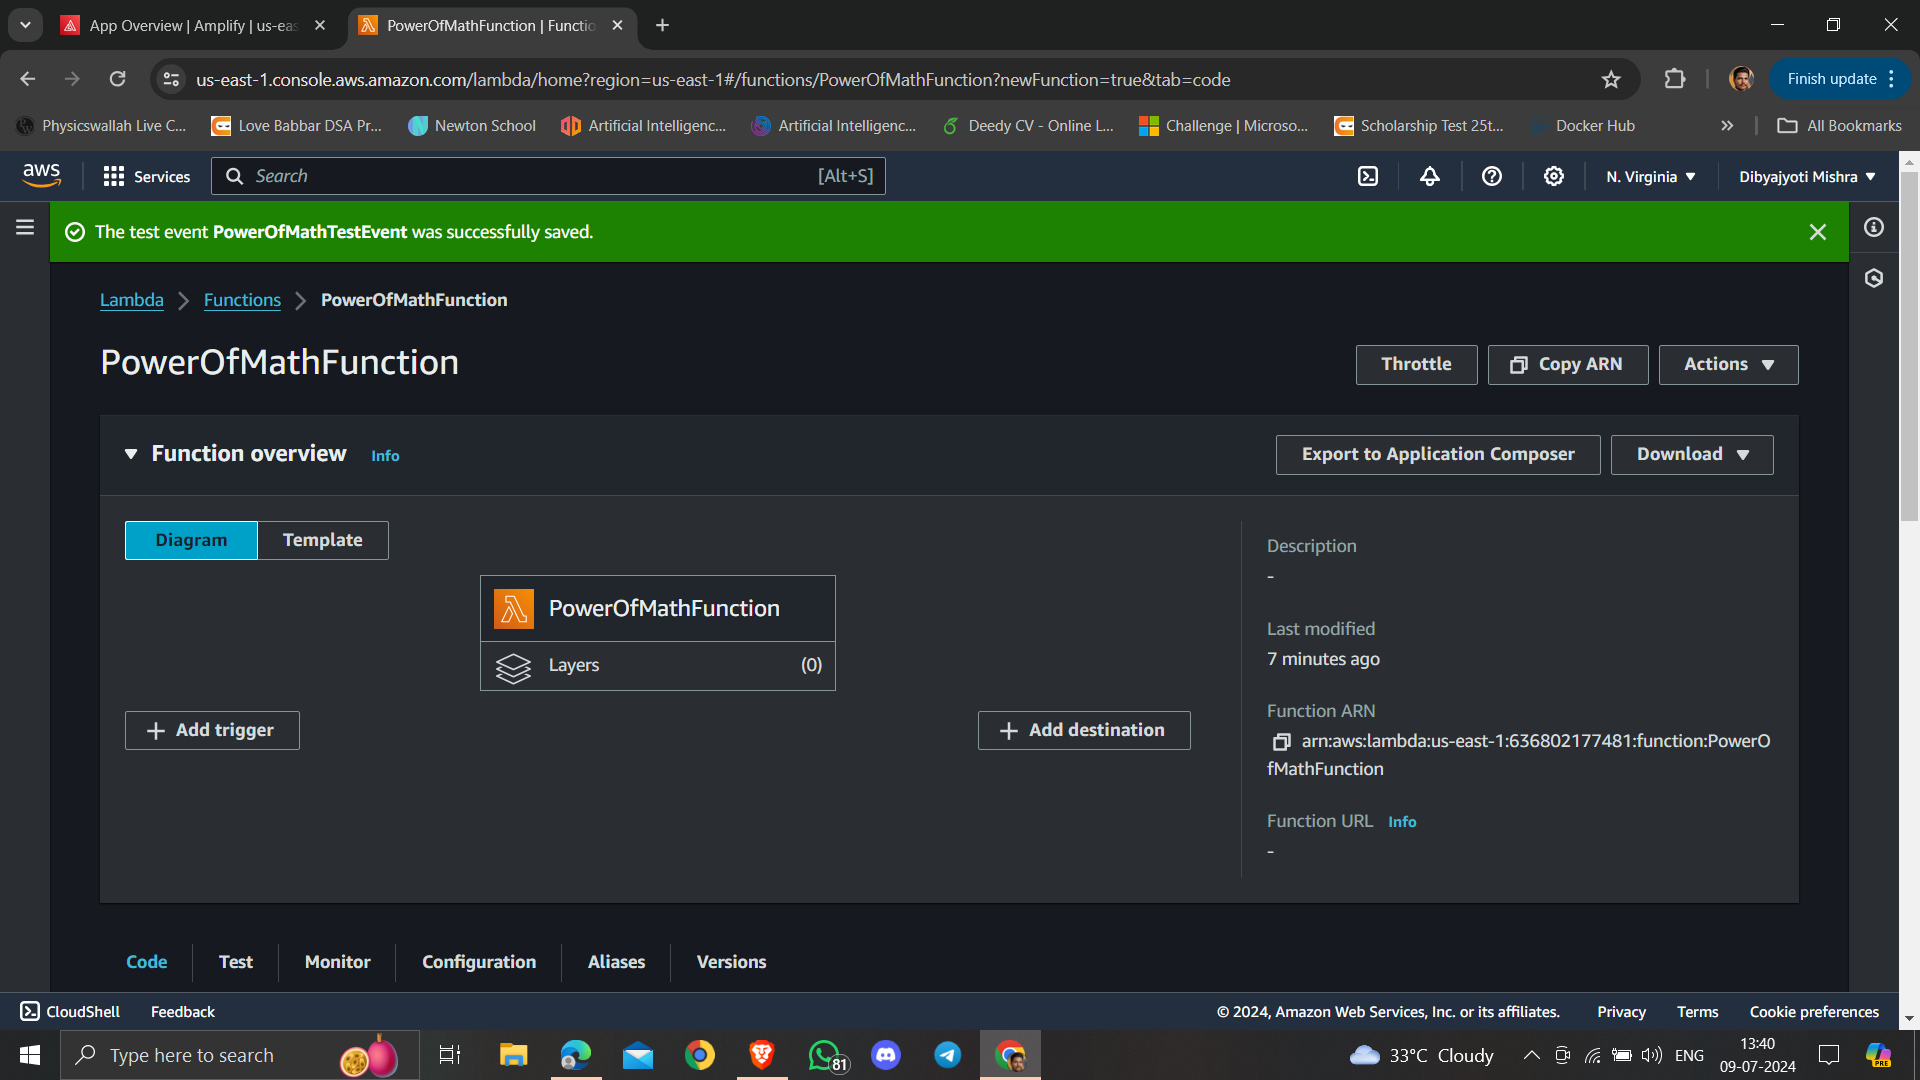 App Overview | Amplify | us-eas
PowerOfMathFunction | Functio
us-east-1.console.aws.amazon.com/lambda/home?region=us-east-1#/functions/PowerOfMathFunction?newFunction=true&tab=code
Finish update
Physicswallah Live C...
Love Babbar DSA Pr...
Newton School
Artificial Intelligenc...
Artificial Intelligenc...
Deedy CV - Online L...
Challenge | Microso...
Scholarship Test 25t...
Docker Hub
All Bookmarks
aws
Services
Search
[Alt+S]
N. Virginia
Dibyajyoti Mishra
The test event PowerOfMathTestEvent was successfully saved.
Lambda
Functions
PowerOfMathFunction
PowerOfMathFunction
Throttle
Copy ARN
Actions
Function overview
Info
Export to Application Composer
Download
Diagram
Template
PowerOfMathFunction
Layers
(0)
Add trigger
Add destination
Description
-
Last modified
7 minutes ago
Function ARN
arn:aws:lambda:us-east-1:636802177481:function:PowerO
fMathFunction
Function URL Info
-
Code
Test
Monitor
Configuration
Aliases
Versions
CloudShell
Feedback
© 2024, Amazon Web Services, Inc. or its affiliates.
Privacy
Terms
Cookie preferences
Type here to search
81
33°C Cloudy
ENG
13:40
09-07-2024
PRE